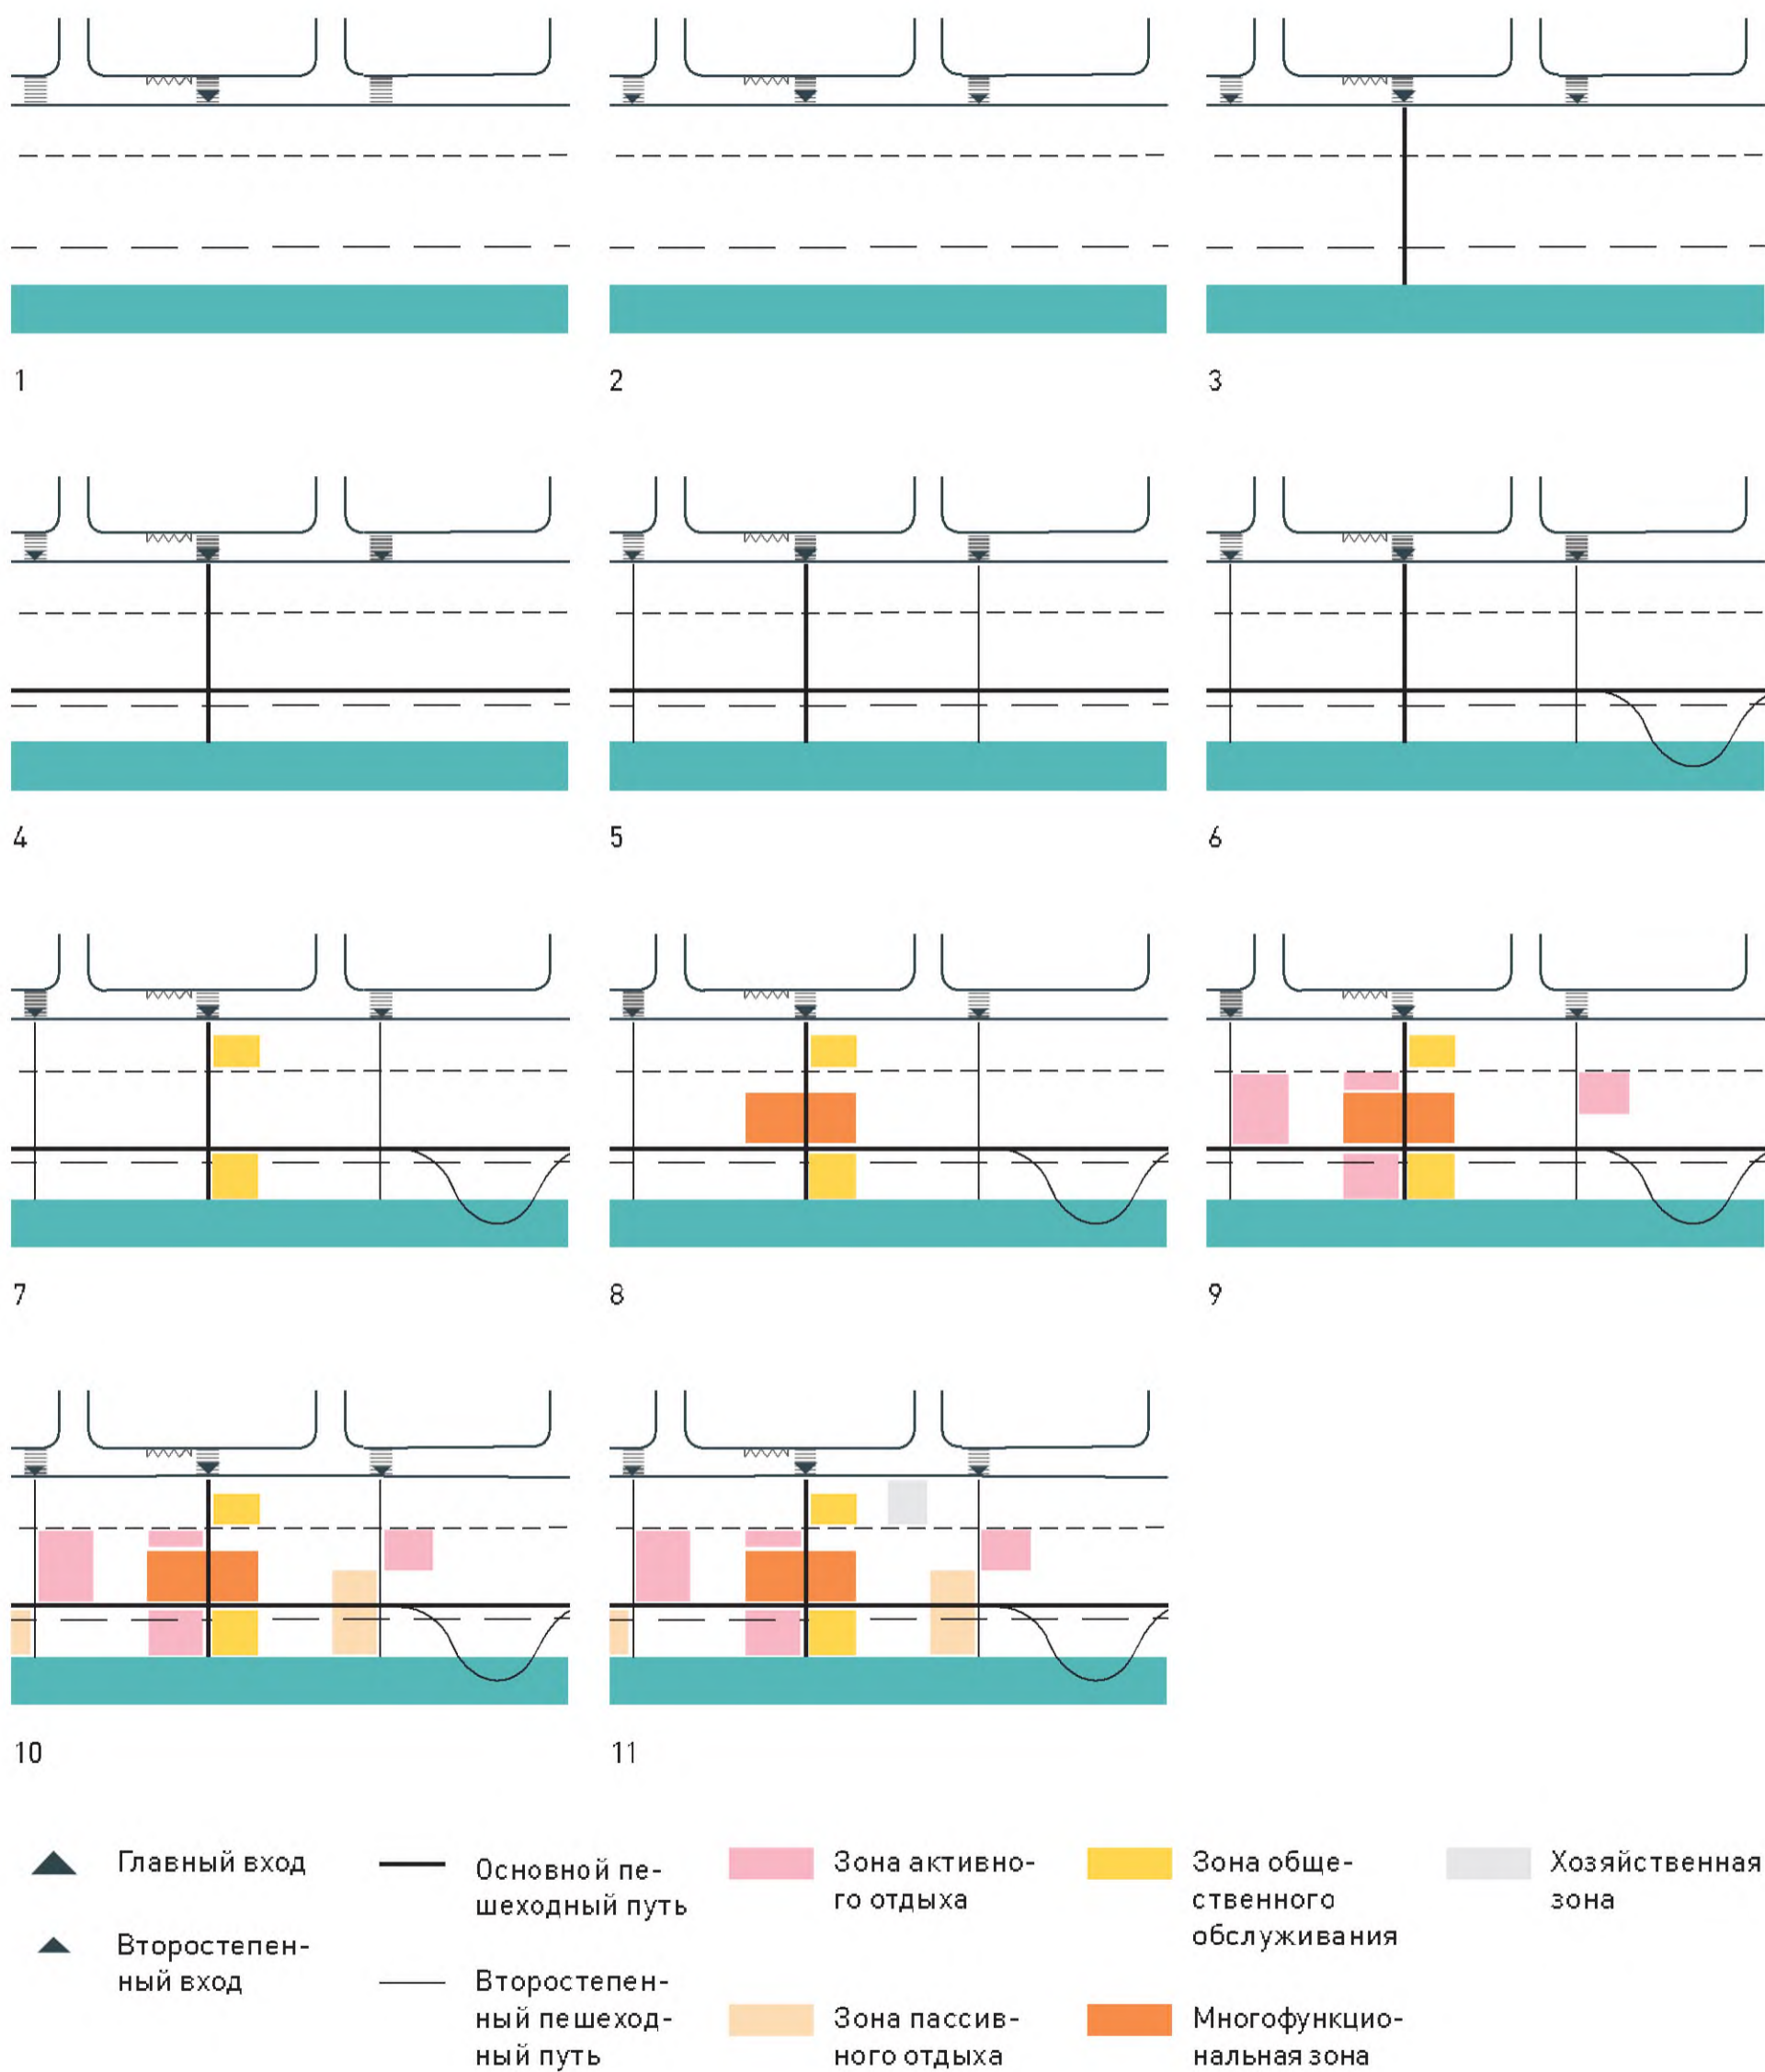 1
2
3
4
5
6
7
8
9
10
11
Главный вход
Второстепен-
ный вход
Основной пе-
шеходный путь
Второстепен-
ный пешеход-
ный путь
Зона активно-
го отдыха
Зона пассив-
ного отдыха
Зона обще-
ственного
обслуживания
Многофункцио-
нальная зона
Хозяйственная
зона